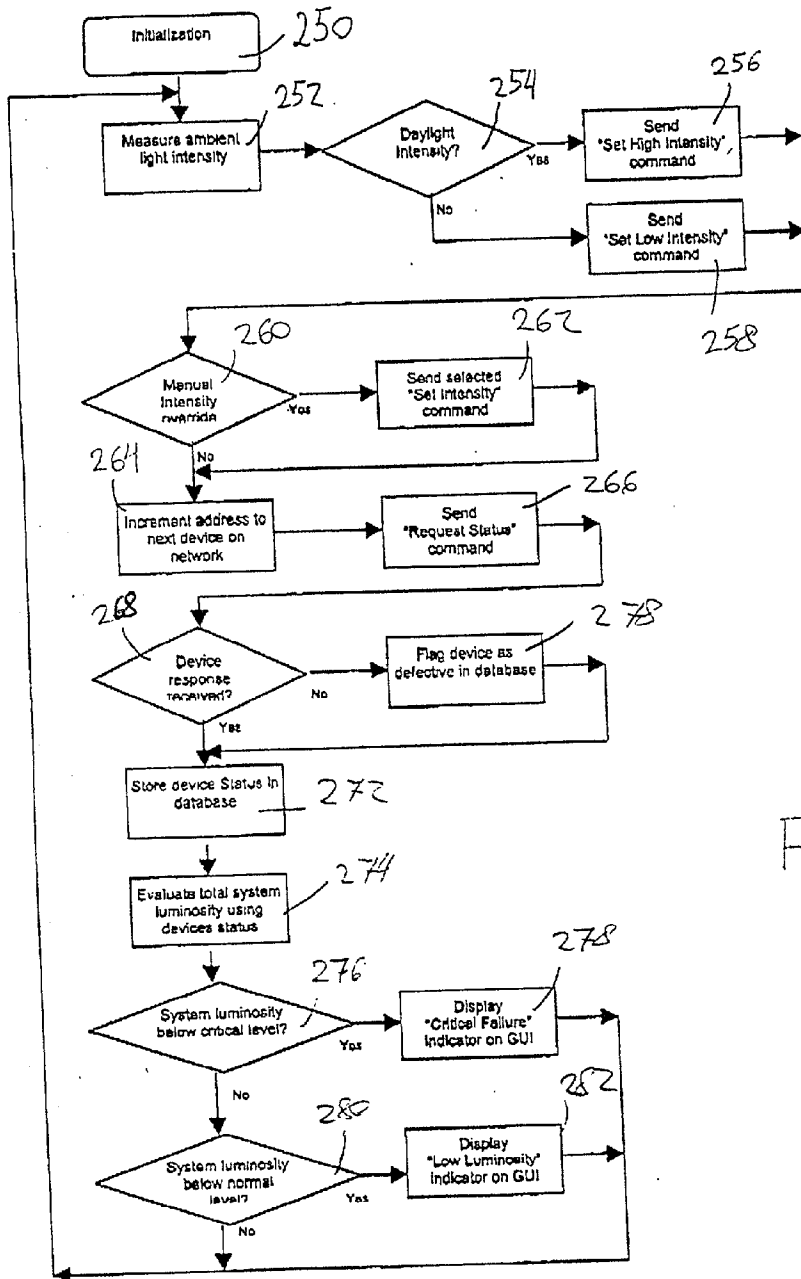 Initialization
250
252
Measure ambient
light intensity
254
Daylight
Intensity?
Yes
No
256
Send
"Set High Intensity"
command
Send
"Set Low Intensity"
command
258
260
Manual
Intensity
override
Yes
No
262
Send selected
"Set Intensity"
command
264
Increment address to
next device on
network
266
Send
"Request Status"
command
268
Device
response
received?
No
Yes
278
Flag device as
defective in database
Store device Status in
database
272
Evaluate total system
luminosity using
devices status
274
276
System luminosity
below critical level?
Yes
No
278
Display
"Critical Failure"
Indicator on GUI
280
System luminosity
below normal
level?
Yes
No
282
Display
"Low Luminosity"
Indicator on GUI
F